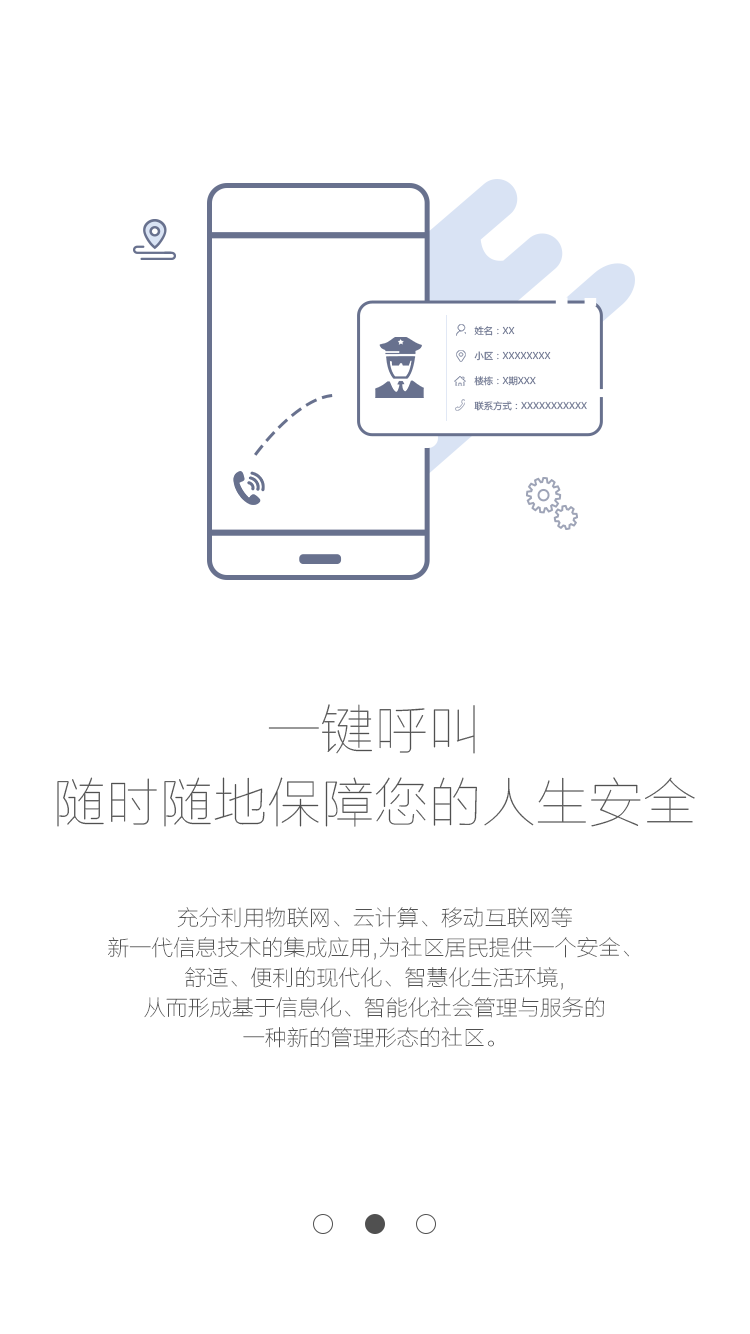 姓名：XX
小区：XXXXXXXX
楼栋：X期XXX
联系方式：XXXXXXXXXXX
一键呼叫
随时随地保障您的人生安全
充分利用物联网、云计算、移动互联网等
新一代信息技术的集成应用,为社区居民提供一个安全、
舒适、便利的现代化、智慧化生活环境,
从而形成基于信息化、智能化社会管理与服务的
一种新的管理形态的社区。